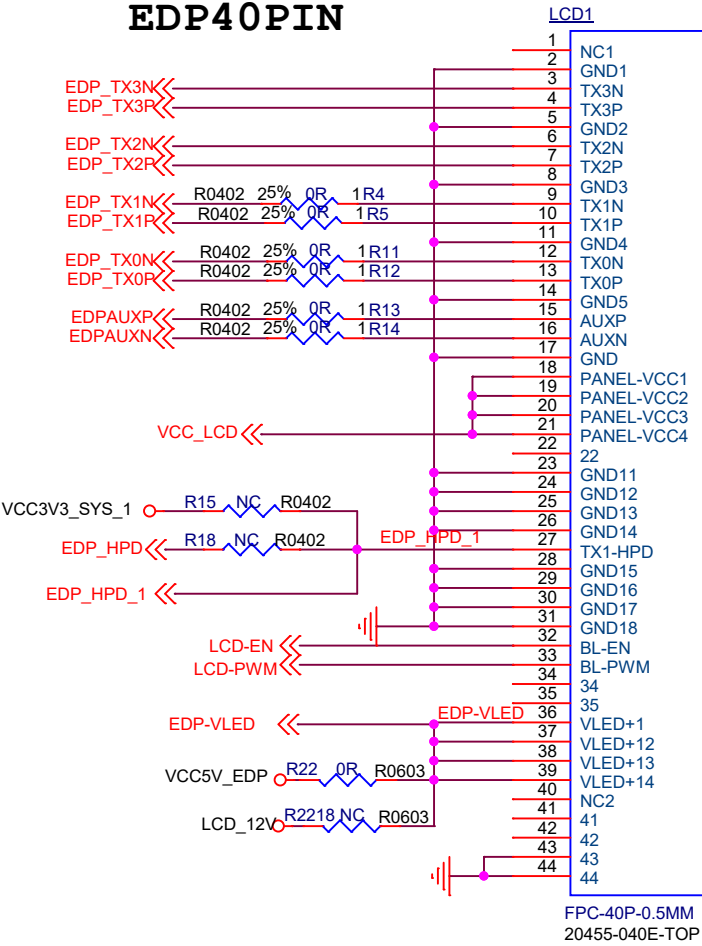 EDP40PIN
LCD1
1 NC1
2 GND1
EDP_TX3N 3 TX3N
EDP_TX3P 4 TX3P
5 GND2
EDP_TX2N 6 TX2N
EDP_TX2P 7 TX2P
8 GND3
EDP_TX1N R0402 25% 0R 1 R4 9 TX1N
EDP_TX1P R0402 25% 0R 1 R5 10 TX1P
11 GND4
EDP_TX0N R0402 25% 0R 1 R11 12 TX0N
EDP_TX0P R0402 25% 0R 1 R12 13 TX0P
14 GND5
EDPAUXP R0402 25% 0R 1 R13 15 AUXP
EDPAUXN R0402 25% 0R 1 R14 16 AUXN
17 GND
18 PANEL-VCC1
19 PANEL-VCC2
20 PANEL-VCC3
VCC_LCD 21 PANEL-VCC4
22 22
23 GND11
24 GND12
VCC3V3_SYS_1 R15 NC R0402 25 GND13
26 GND14
EDP_HPD R18 NC R0402 EDP_HPD_1 27 TX1-HPD
28 GND15
29 GND16
EDP_HPD_1 30 GND17
31 GND18
LCD-EN 32 BL-EN
LCD-PWM 33 BL-PWM
34 34
35 35
EDP-VLED EDP-VLED 36 VLED+1
37 VLED+12
38 VLED+13
VCC5V_EDP R22 0R R0603 39 VLED+14
40 NC2
LCD_12V R2218 NC R0603 41 41
42 42
43 43
44 44
FPC-40P-0.5MM
20455-040E-TOP